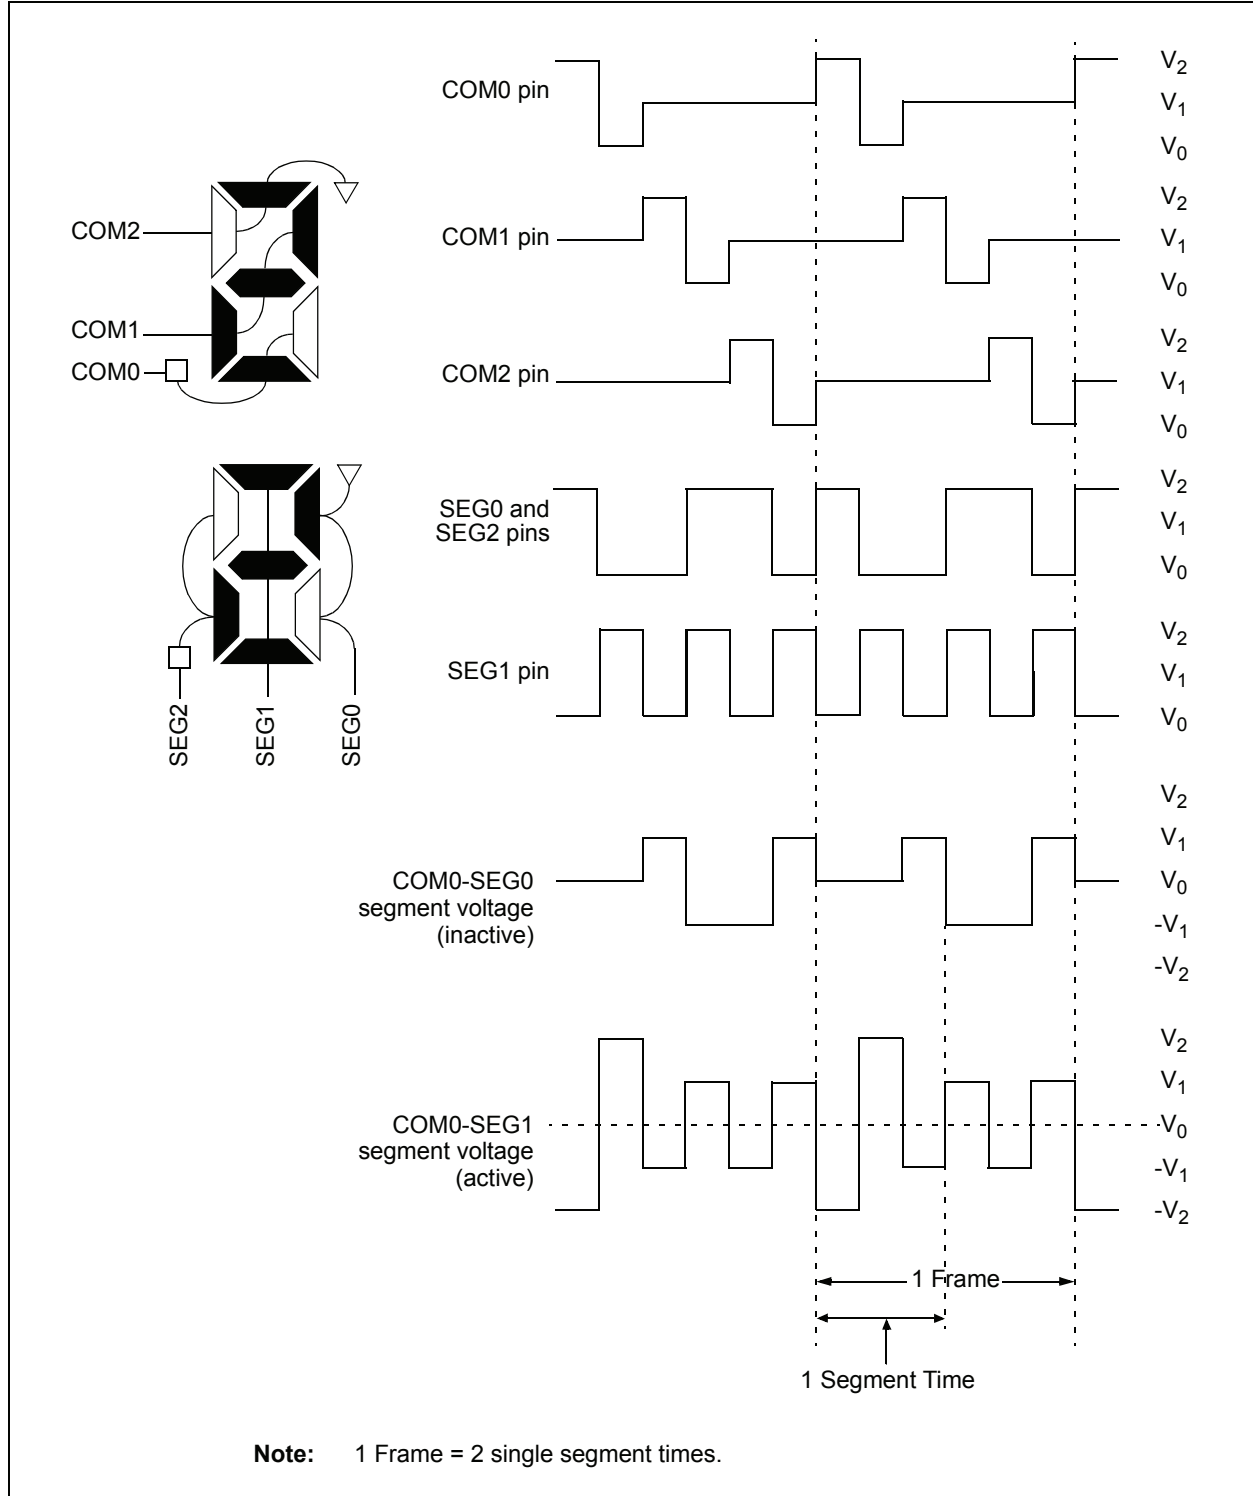 COM0 pin
V2
V1
V0
COM2
COM1
COM0
COM1 pin
V2
V1
V0
COM2 pin
V2
V1
V0
SEG0 and
SEG2 pins
V2
V1
V0
SEG2
SEG1
SEG0
SEG1 pin
V2
V1
V0
COM0-SEG0
segment voltage
(inactive)
V2
V1
V0
-V1
-V2
COM0-SEG1
segment voltage
(active)
V2
V1
V0
-V1
-V2
1 Frame
1 Segment Time
Note: 1 Frame = 2 single segment times.